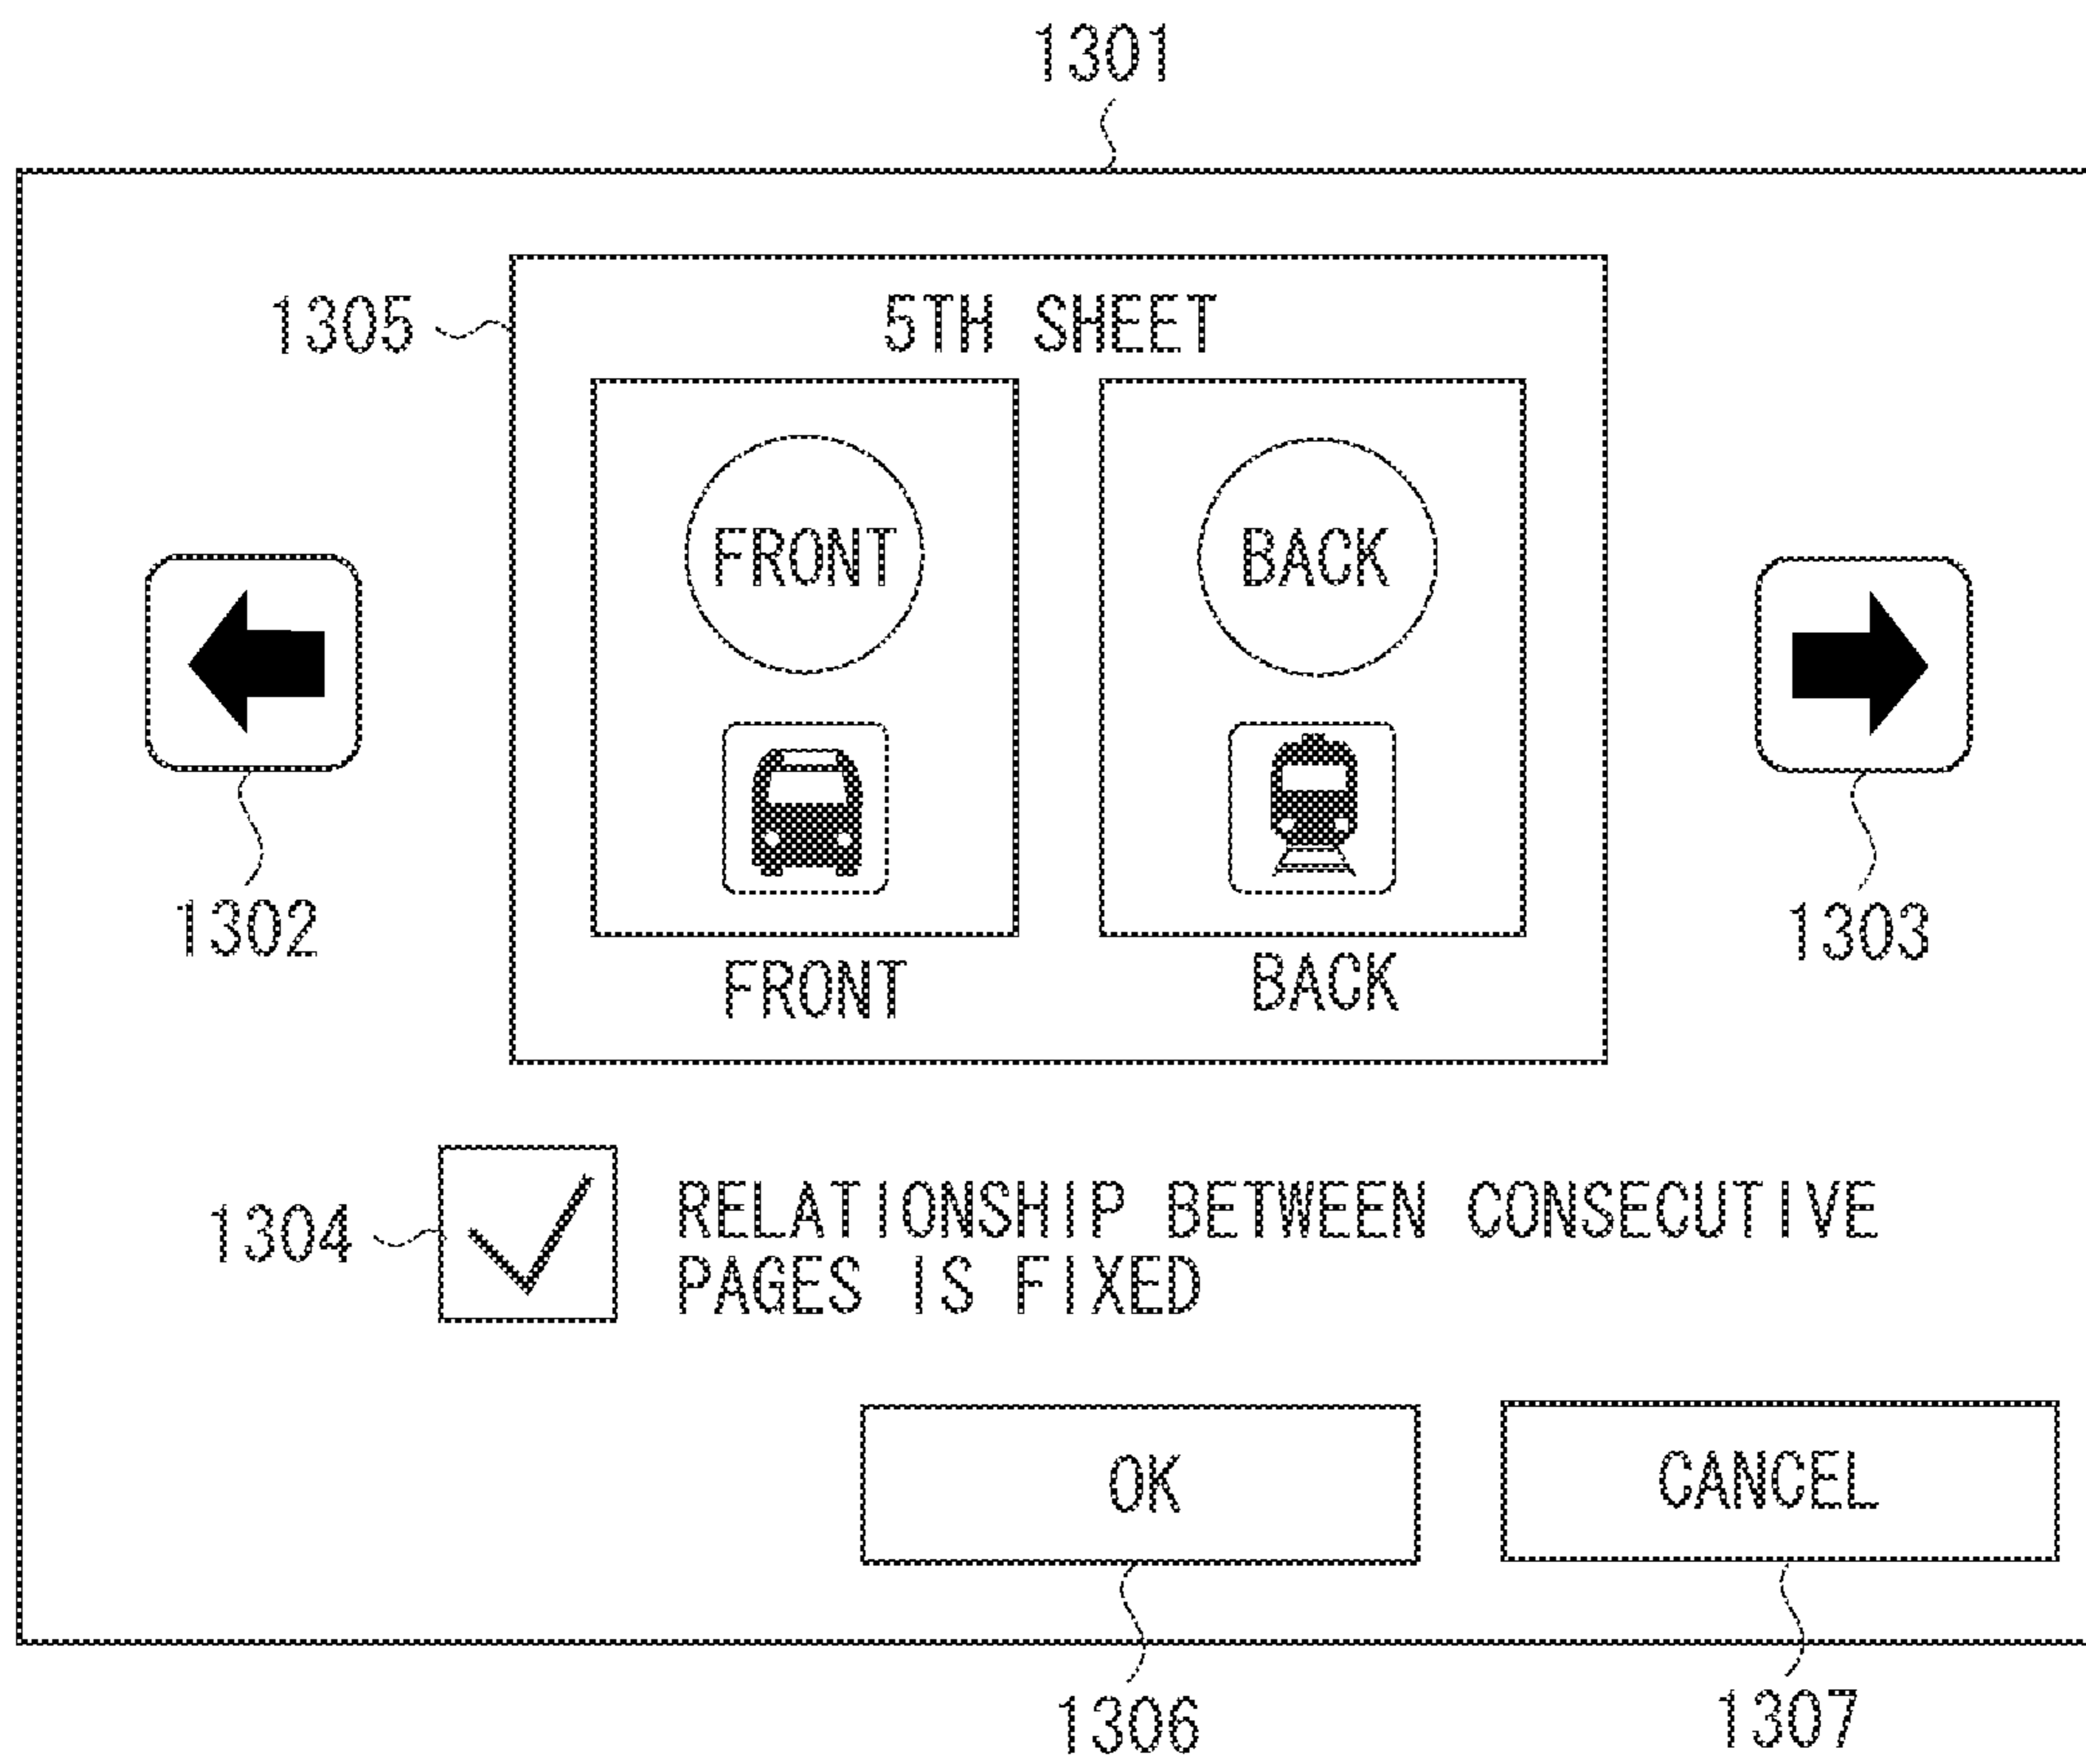 1301
1305
5TH SHEET
FRONT
BACK
1302
1303
FRONT
BACK
1304
RELATIONSHIP BETWEEN CONSECUTIVE
PAGES IS FIXED
OK
CANCEL
1306
1307